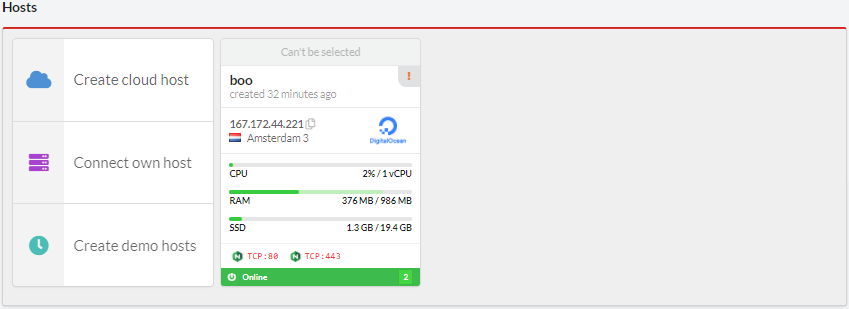 Hosts
Create cloud host
Connect own host
Create demo hosts
Can't be selected
boo
!
created 32 minutes ago
167.172.44.221
Amsterdam 3
DigitalOcean
CPU 2% / 1 vCPU
RAM 376 MB / 986 MB
SSD 1.3 GB / 19.4 GB
N TCP:80 N TCP:443
Online 2